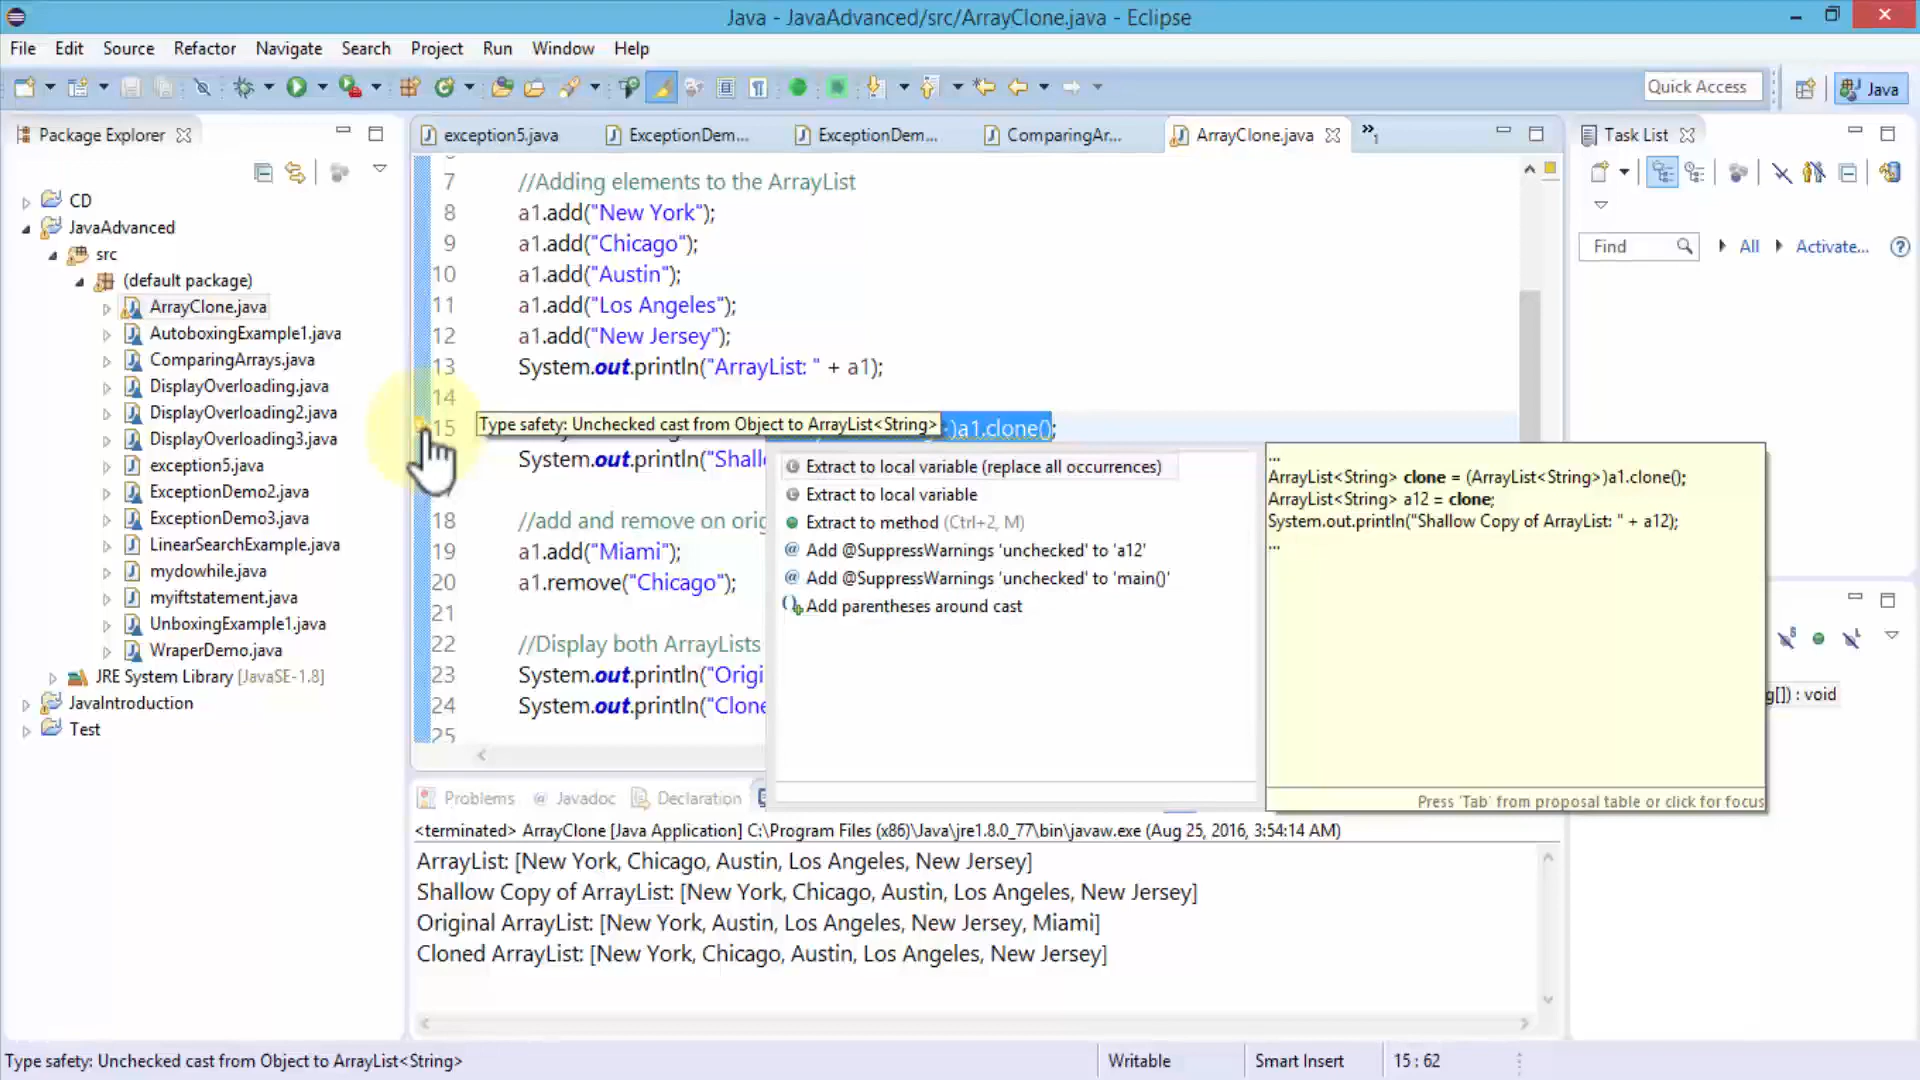 Java - JavaAdvanced/src/ArrayClone.java - Eclipse
File Edit Source Refactor Navigate Search Project Run Window Help
Quick Access
Java
Package Explorer
CD
JavaAdvanced
src
(default package)
ArrayClone.java
AutoboxingExample1.java
ComparingArrays.java
DisplayOverloading.java
DisplayOverloading2.java
DisplayOverloading3.java
exception5.java
ExceptionDemo2.java
ExceptionDemo3.java
LinearSearchExample.java
mydowhile.java
myiftstatement.java
UnboxingExample1.java
WraperDemo.java
JRE System Library [JavaSE-1.8]
JavaIntroduction
Test
exception5.java ExceptionDem... ExceptionDem... ComparingAr... ArrayClone.java »1
7 //Adding elements to the ArrayList
8 a1.add("New York");
9 a1.add("Chicago");
10 a1.add("Austin");
11 a1.add("Los Angeles");
12 a1.add("New Jersey");
13 System.out.println("ArrayList: " + a1);
14
15 )a1.clone();
Type safety: Unchecked cast from Object to ArrayList<String>
System.out.println("Shall
18 //add and remove on orig
19 a1.add("Miami");
20 a1.remove("Chicago");
21
22 //Display both ArrayLists
23 System.out.println("Origi
24 System.out.println("Clone
25
Extract to local variable (replace all occurrences)
Extract to local variable
Extract to method (Ctrl+2, M)
Add @SuppressWarnings 'unchecked' to 'a12'
Add @SuppressWarnings 'unchecked' to 'main()'
Add parentheses around cast
...
ArrayList<String> clone = (ArrayList<String>)a1.clone();
ArrayList<String> a12 = clone;
System.out.println("Shallow Copy of ArrayList: " + a12);
...
Press 'Tab' from proposal table or click for focus
Task List
Find All Activate...
g[]) : void
Problems Javadoc Declaration
<terminated> ArrayClone [Java Application] C:\Program Files (x86)\Java\jre1.8.0_77\bin\javaw.exe (Aug 25, 2016, 3:54:14 AM)
ArrayList: [New York, Chicago, Austin, Los Angeles, New Jersey]
Shallow Copy of ArrayList: [New York, Chicago, Austin, Los Angeles, New Jersey]
Original ArrayList: [New York, Austin, Los Angeles, New Jersey, Miami]
Cloned ArrayList: [New York, Chicago, Austin, Los Angeles, New Jersey]
Type safety: Unchecked cast from Object to ArrayList<String>
Writable Smart Insert 15 : 62